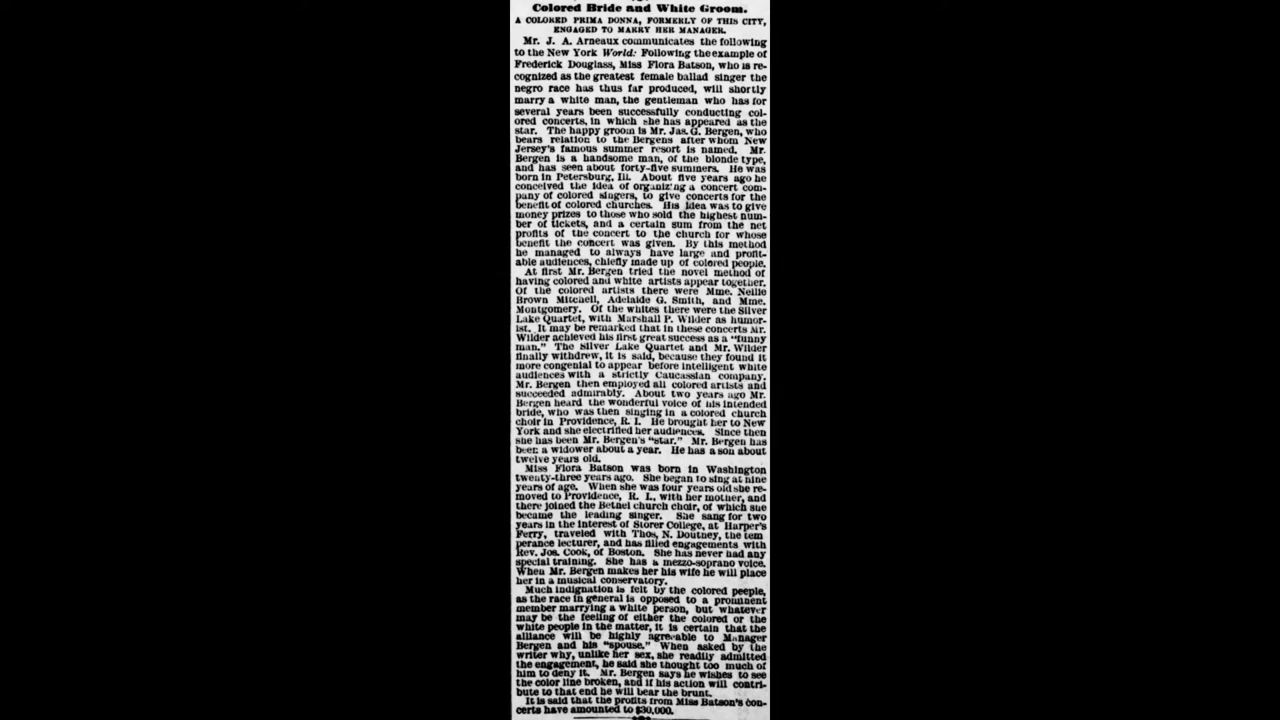 Colored Bride and White Groom.
A COLORED PRIMA DONNA, FORMERLY OF THIS CITY,
ENGAGED TO MARRY HER MANAGER.
Mr. J. A. Arneaux communicates the following
to the New York World: Following the example of
Frederick Douglass, Miss Flora Batson, who is re-
cognized as the greatest female ballad singer the
negro race has thus far produced, will shortly
marry a white man, the gentleman who has for
several years been successfully conducting col-
ored concerts, in which she has appeared as the
star. The happy groom is Mr. Jas. G. Bergen, who
bears relation to the Bergens after whom New
Jersey's famous summer resort is named. Mr.
Bergen is a handsome man, of the blonde type,
and has seen about forty-five summers. He was
born in Petersburg, Ill. About five years ago he
conceived the idea of organizing a concert com-
pany of colored singers, to give concerts for the
benefit of colored churches. His idea was to give
money prizes to those who sold the highest num-
ber of tickets, and a certain sum from the net
profits of the concert to the church for whose
benefit the concert was given. By this method
he managed to always have large and profit-
able audiences, chiefly made up of colored people.
At first Mr. Bergen tried the novel method of
having colored and white artists appear together.
Of the colored artists there were Mme. Nellie
Brown Mitchell, Adelaide G. Smith, and Mme.
Montgomery. Of the whites there were the Silver
Lake Quartet, with Marshall P. Wilder as humor-
ist. It may be remarked that in these concerts Mr.
Wilder achieved his first great success as a "funny
man." The Silver Lake Quartet and Mr. Wilder
finally withdrew, it is said, because they found it
more congenial to appear before intelligent white
audiences with a strictly Caucassian company.
Mr. Bergen then employed all colored artists and
succeeded admirably. About two years ago Mr.
Bergen heard the wonderful voice of his intended
bride, who was then singing in a colored church
choir in Providence, R. I. He brought her to New
York and she electrified her audiences. Since then
she has been Mr. Bergen's "star." Mr. Bergen has
been a widower about a year. He has a son about
twelve years old.
Miss Flora Batson was born in Washington
twenty-three years ago. She began to sing at nine
years of age. When she was four years old she re-
moved to Providence, R. I., with her mother, and
there joined the Bethel church choir, of which she
became the leading singer. She sang for two
years in the interest of Storer College, at Harper's
Ferry, traveled with Thos. N. Doutney, the tem
perance lecturer, and has filled engagements with
Rev. Jos. Cook, of Boston. She has never had any
special training. She has a mezzo-soprano voice.
When Mr. Bergen makes her his wife he will place
her in a musical conservatory.
Much indignation is felt by the colored peeple,
as the race in general is opposed to a prominent
member marrying a white person, but whatever
may be the feeling of either the colored or the
white people in the matter, it is certain that the
alliance will be highly agreeable to Manager
Bergen and his "spouse." When asked by the
writer why, unlike her sex, she readily admitted
the engagement, he said she thought too much of
him to deny it. Mr. Bergen says he wishes to see
the color line broken, and if his action will contri-
bute to that end he will bear the brunt.
It is said that the profits from Miss Batson's con-
certs have amounted to $30,000.